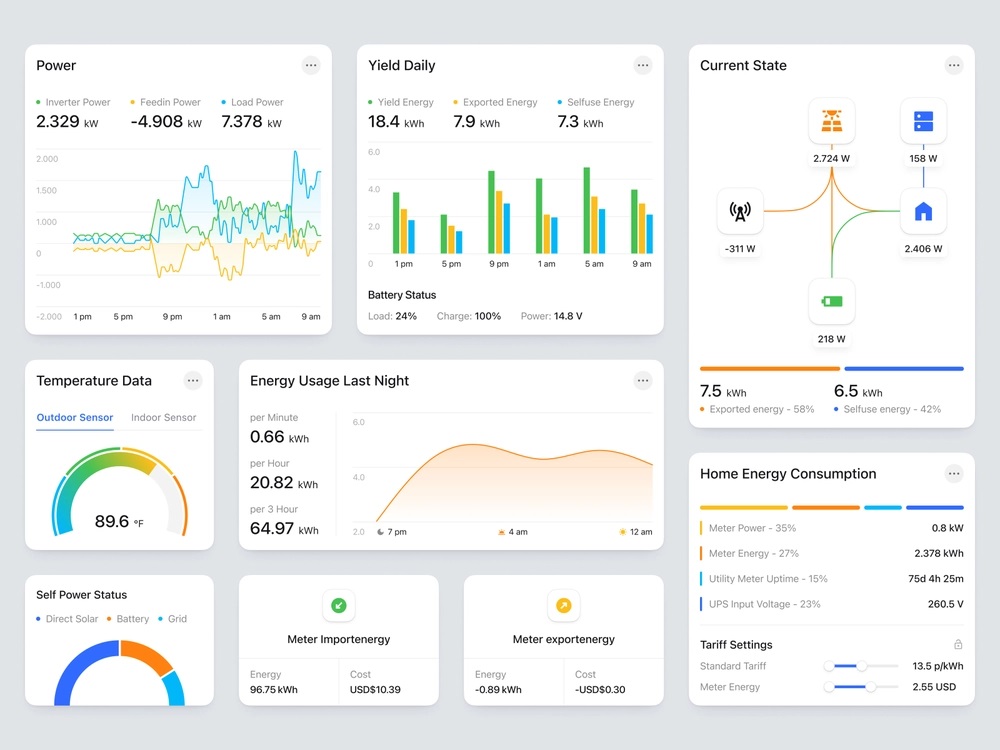 Power
Inverter Power Feedin Power Load Power
2.329 kW -4.908 kW 7.378 kW
2.000
1.500
1.000
0
-1.000
-2.000
1 pm 5 pm 9 pm 1 am 5 am 9 am
Yield Daily
Yield Energy Exported Energy Selfuse Energy
18.4 kWh 7.9 kWh 7.3 kWh
6.0
4.0
2.0
0
1 pm 5 pm 9 pm 1 am 5 am 9 am
Battery Status
Load: 24% Charge: 100% Power: 14.8 V
Current State
2.724 W 158 W
-311 W 2.406 W
218 W
7.5 kWh 6.5 kWh
Exported energy - 58% Selfuse energy - 42%
Temperature Data
Outdoor Sensor Indoor Sensor
89.6 °F
Energy Usage Last Night
per Minute
0.66 kWh
per Hour
20.82 kWh
per 3 Hour
64.97 kWh
6.0
4.0
2.0
7 pm 4 am 12 am
Home Energy Consumption
Meter Power - 35% 0.8 kW
Meter Energy - 27% 2.378 kWh
Utility Meter Uptime - 15% 75d 4h 25m
UPS Input Voltage - 23% 260.5 V
Tariff Settings
Standard Tariff 13.5 p/kWh
Meter Energy 2.55 USD
Self Power Status
Direct Solar Battery Grid
Meter Importenergy
Energy Cost
96.75 kWh USD$10.39
Meter exportenergy
Energy Cost
-0.89 kWh -USD$0.30